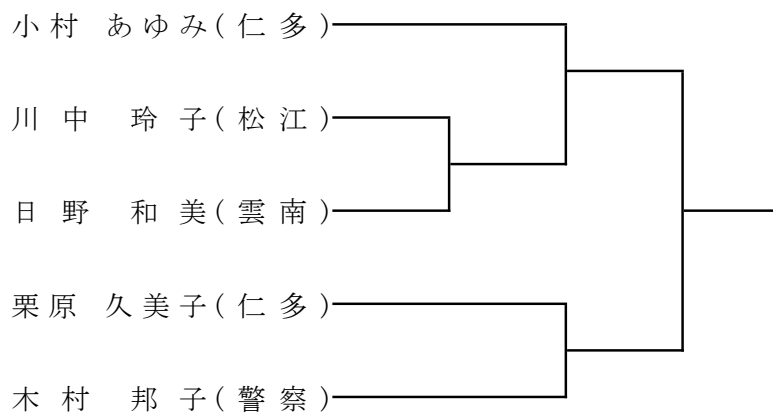 小村 あゆみ(仁多)
川中 玲子(松江)
日野 和美(雲南)
栗原 久美子(仁多)
木村 邦子(警察)